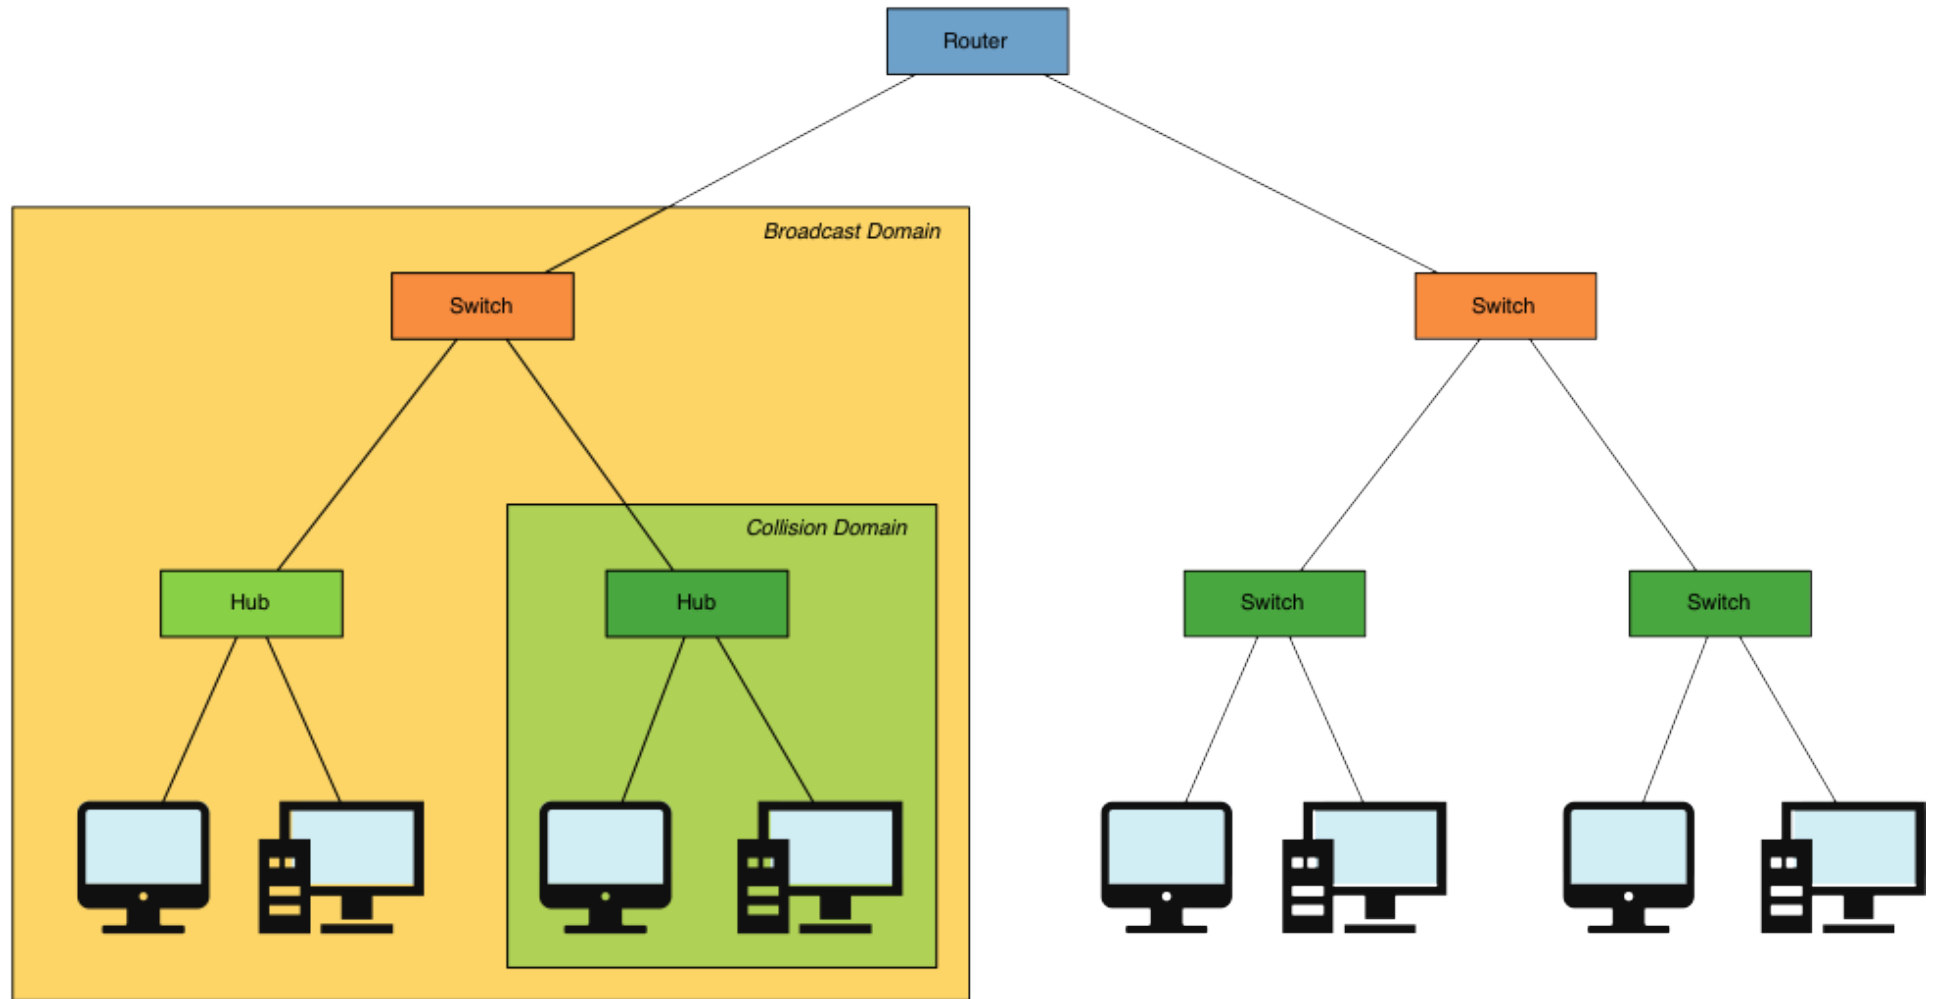 Router
Broadcast Domain
Switch
Switch
Collision Domain
Hub
Hub
Switch
Switch